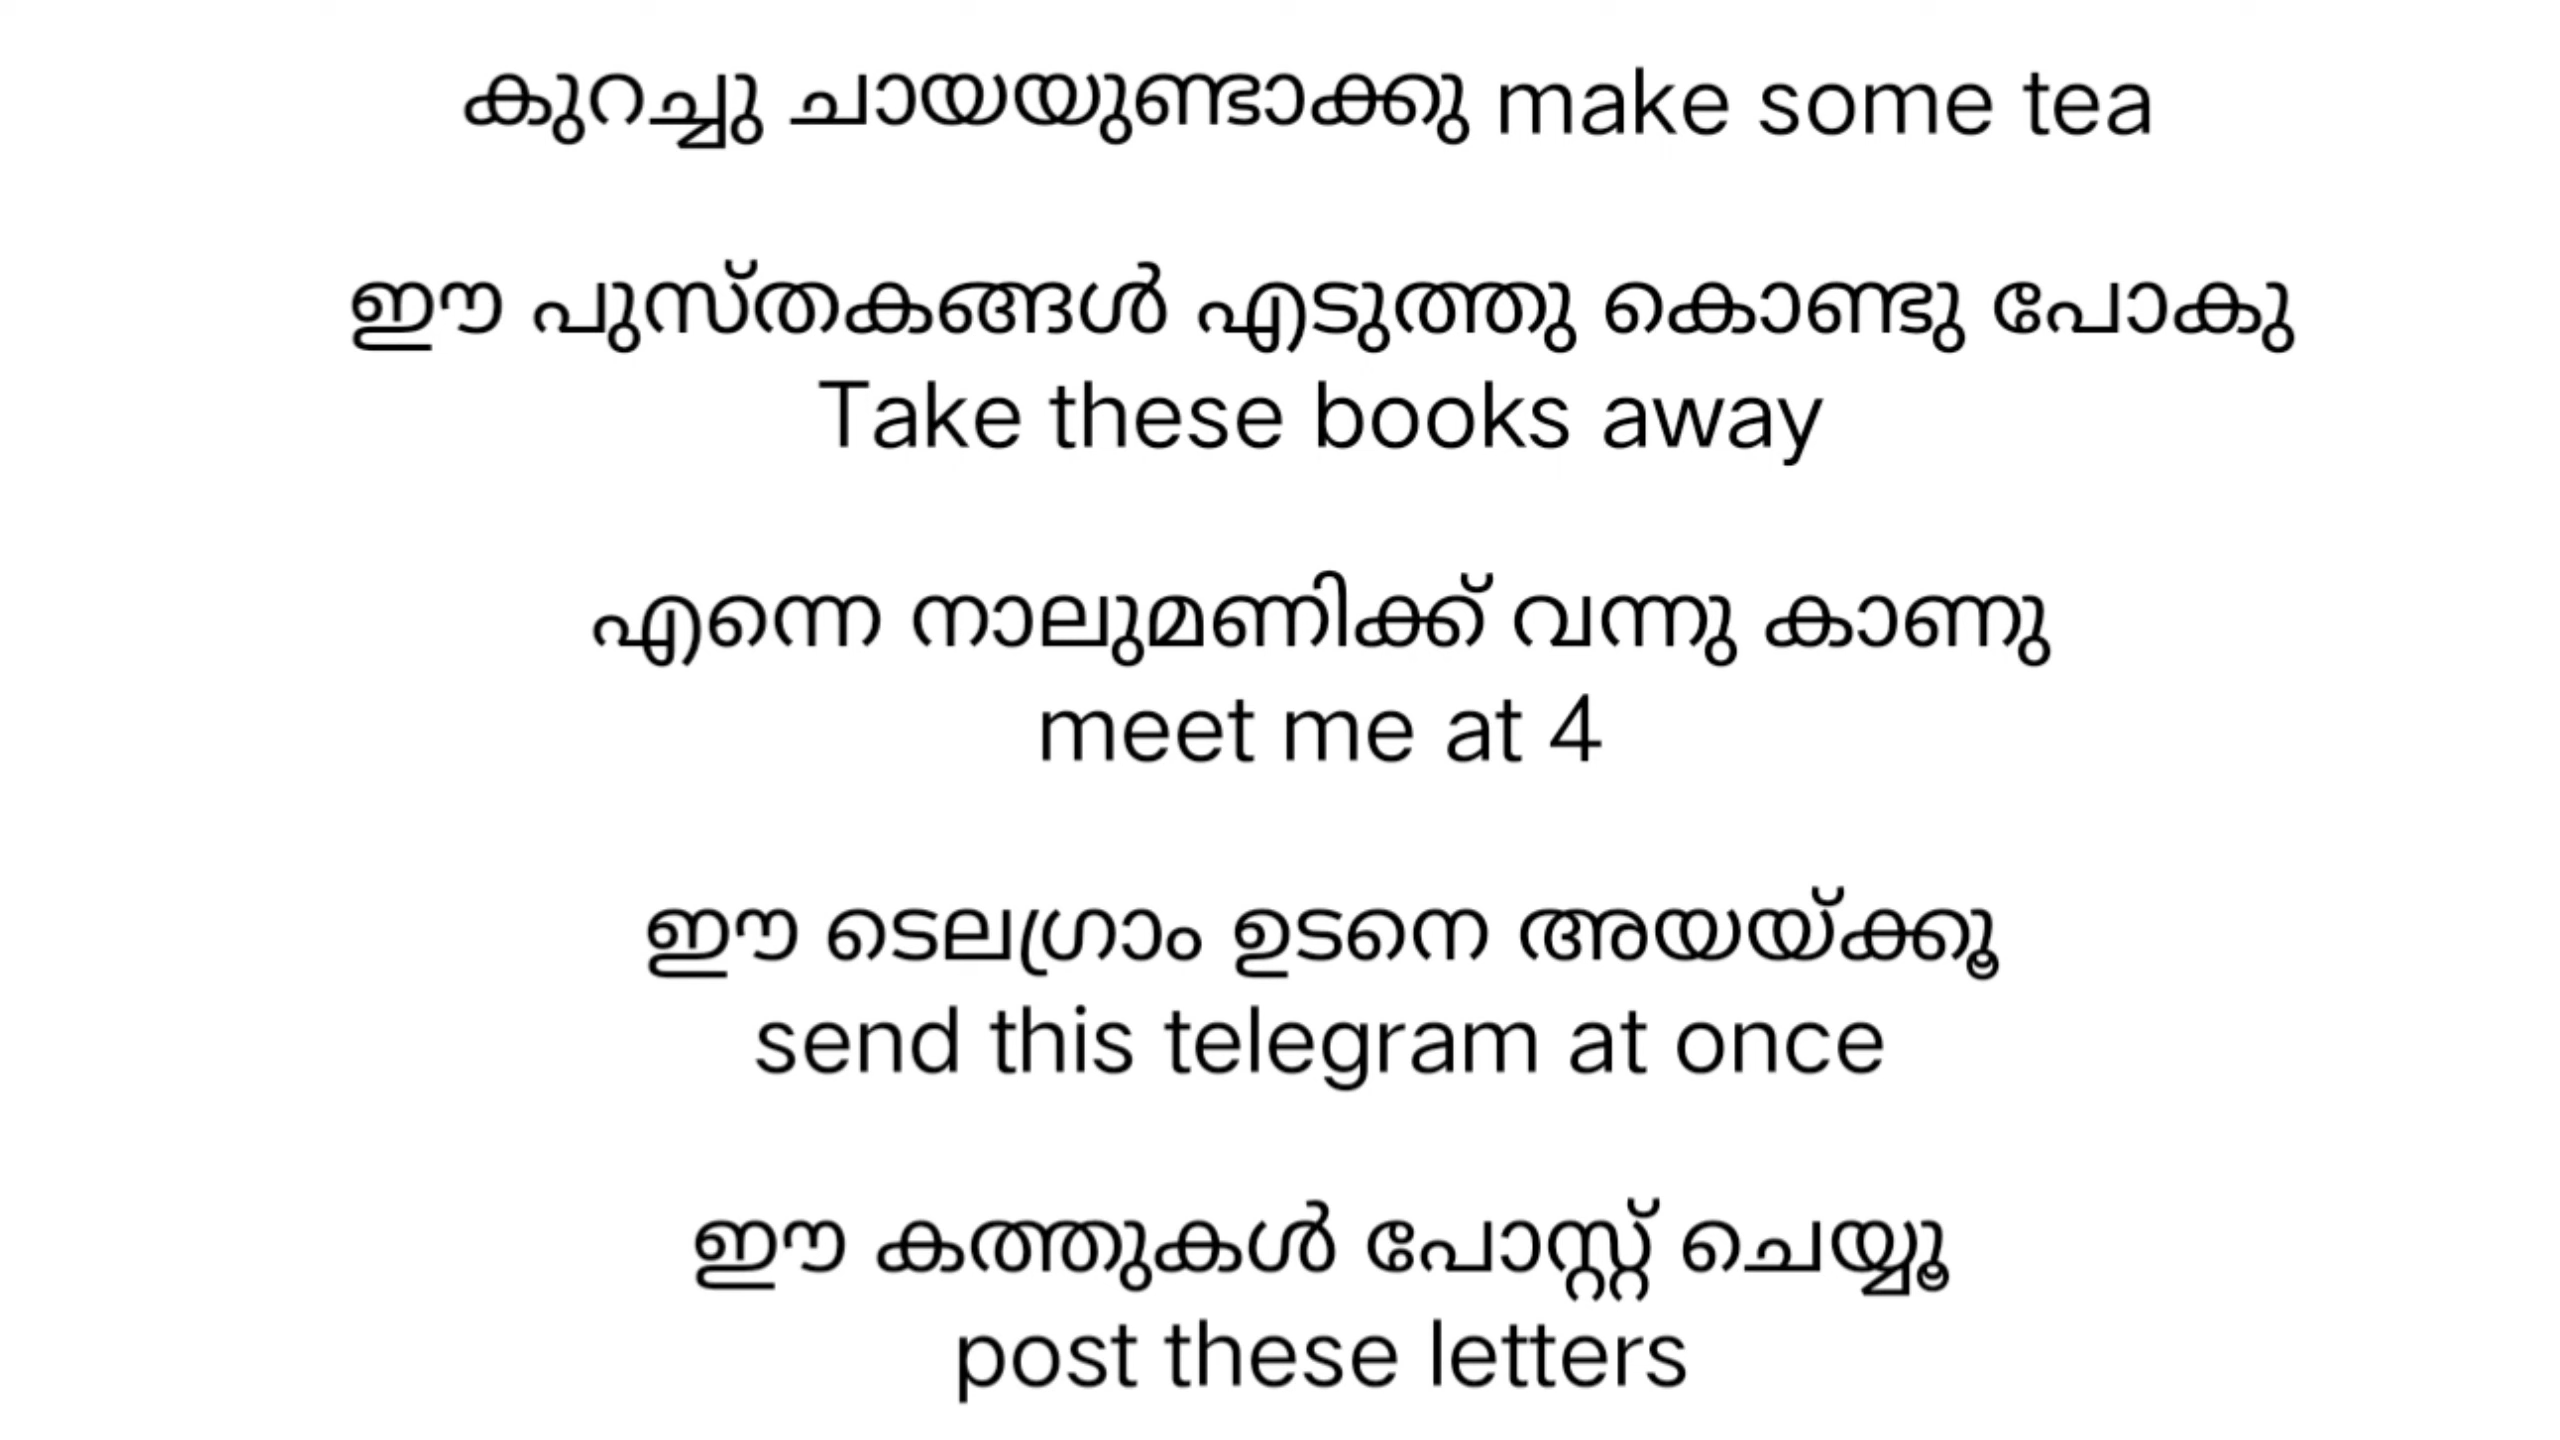 കുറച്ചു ചായയുണ്ടാക്കു make some tea
ഈ പുസ്തകങ്ങൾ എടുത്തു കൊണ്ടു പോകു
Take these books away
എന്നെ നാലുമണിക്ക് വന്നു കാണു
meet me at 4
ഈ ടെലഗ്രാം ഉടനെ അയയ്ക്കൂ
send this telegram at once
ഈ കത്തുകൾ പോസ്റ്റ് ചെയ്യൂ
post these letters